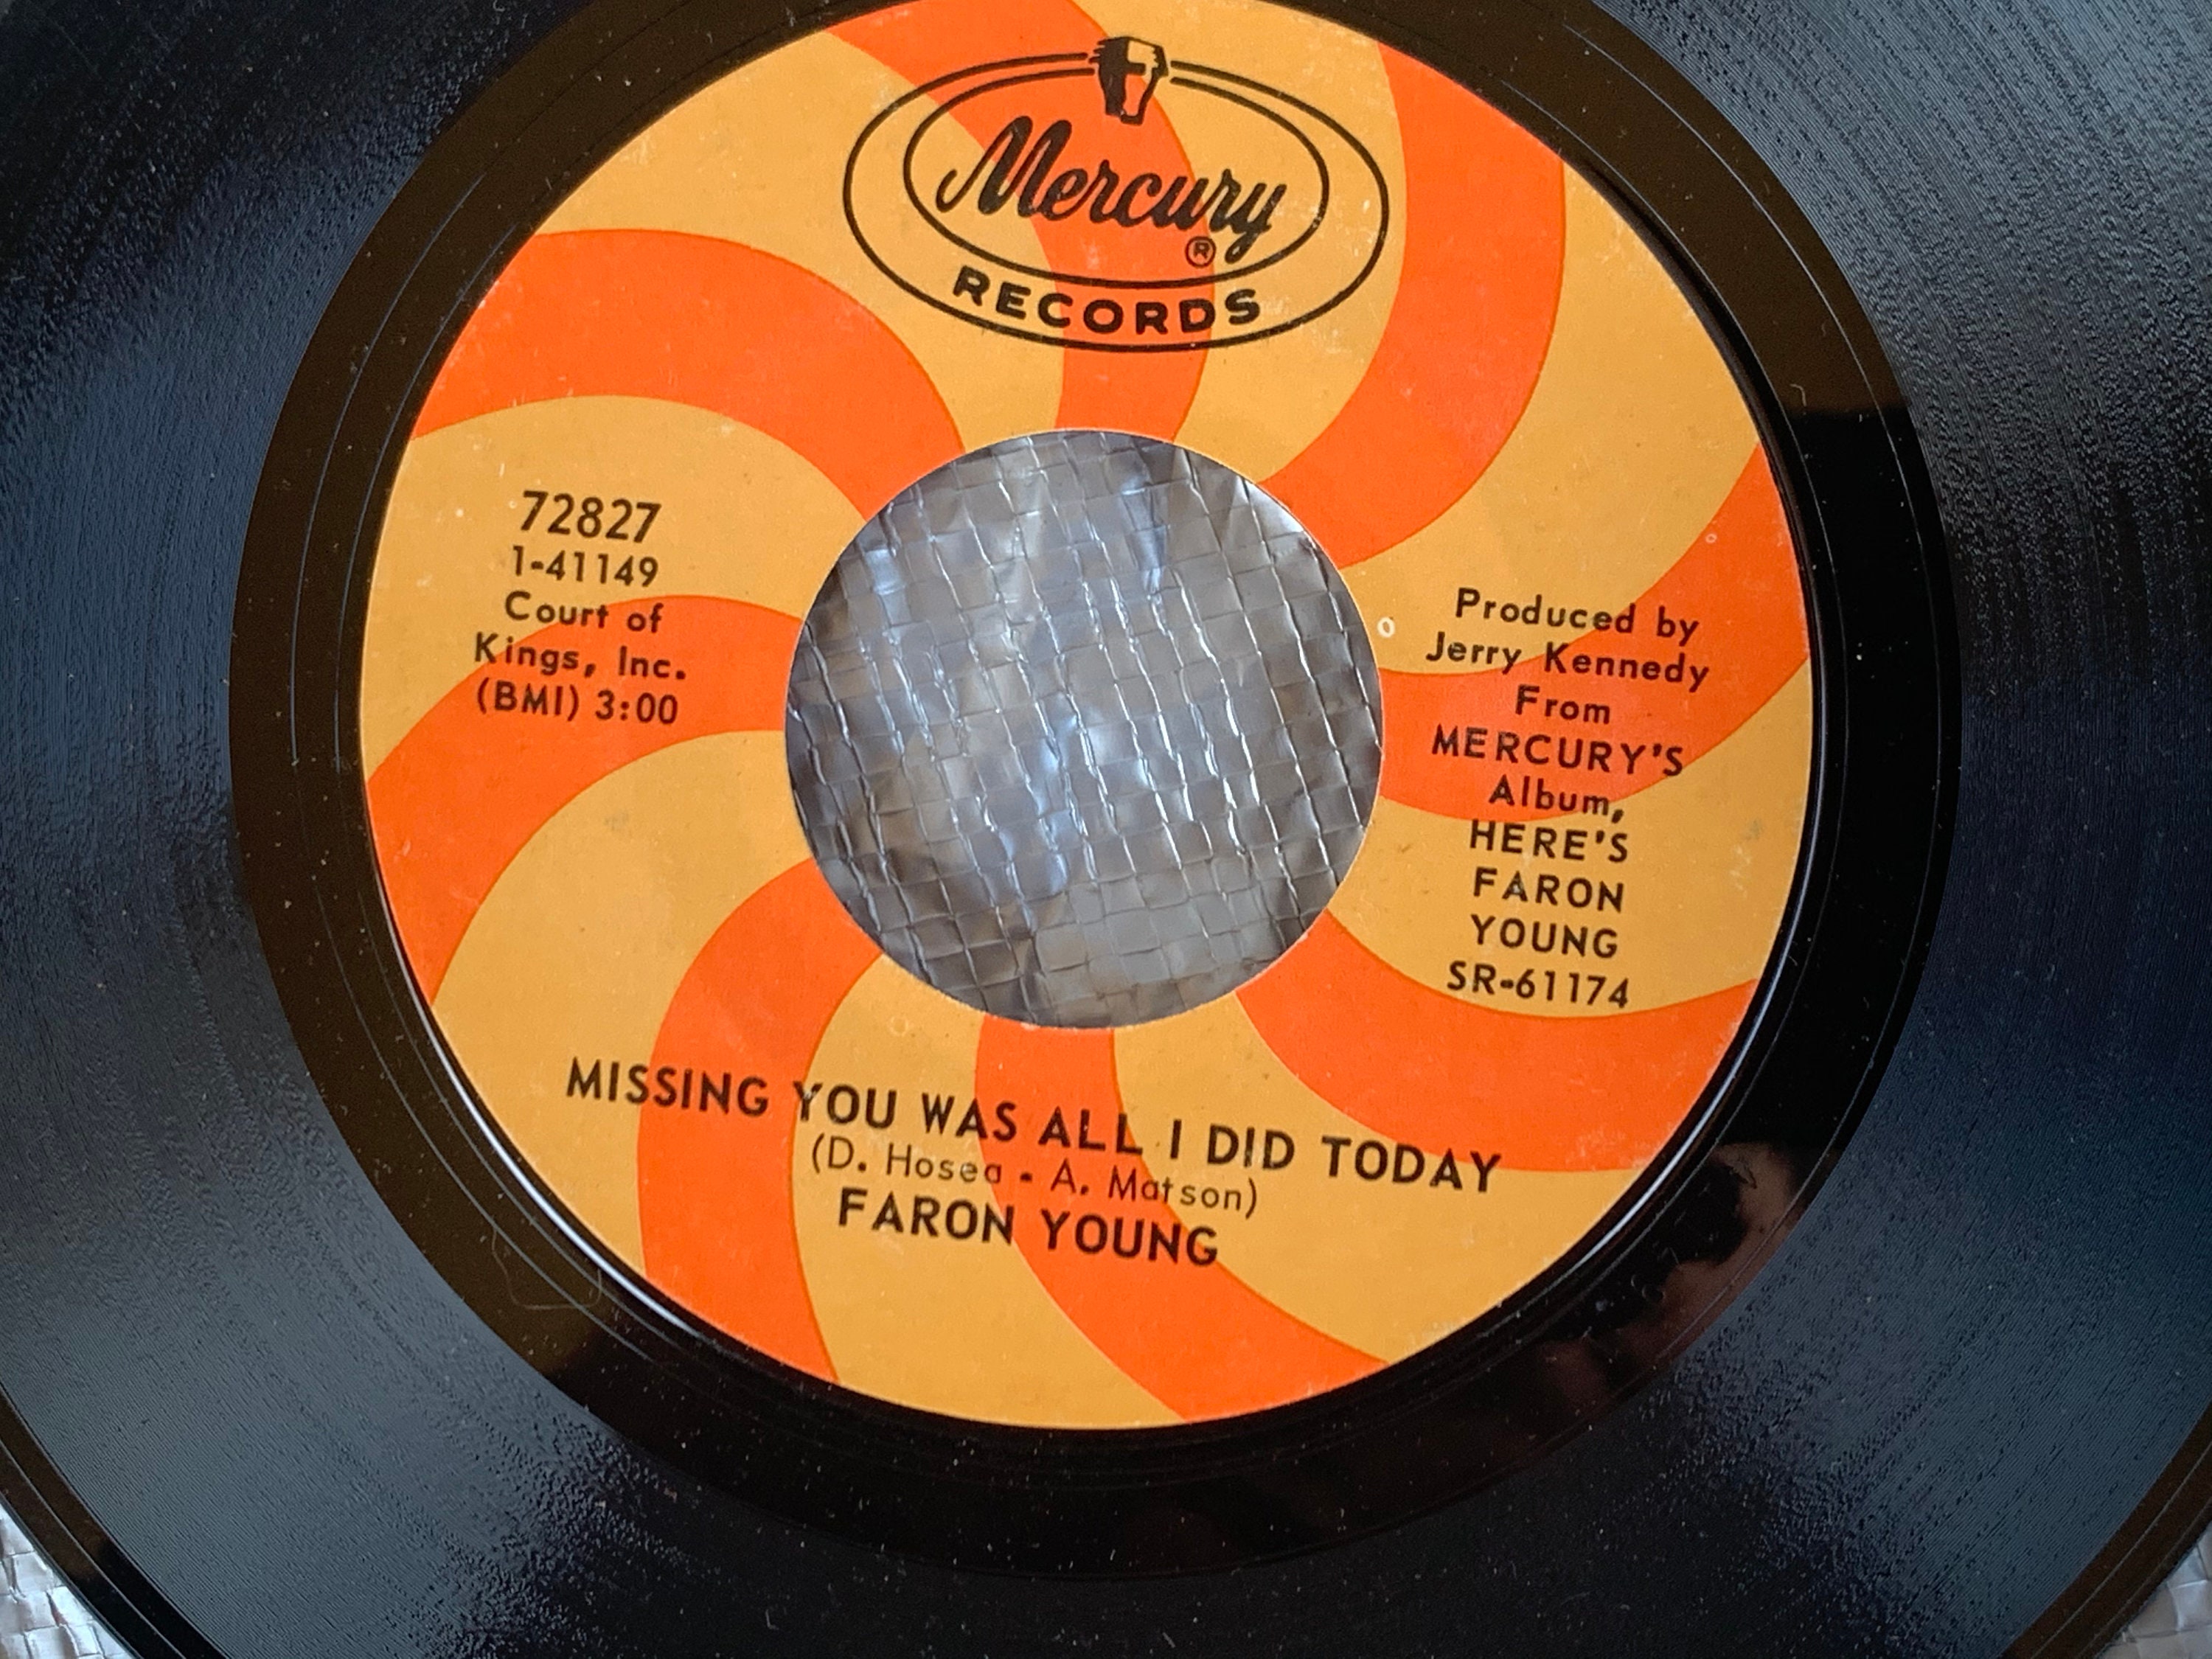 Mercury
®
RECORDS
72827
1-41149
Court of
Kings, Inc.
(BMI) 3:00
Produced by
Jerry Kennedy
From
MERCURY'S
Album,
HERE'S
FARON
YOUNG
SR-61174
MISSING YOU WAS ALL I DID TODAY
(D. Hosea - A. Matson)
FARON YOUNG